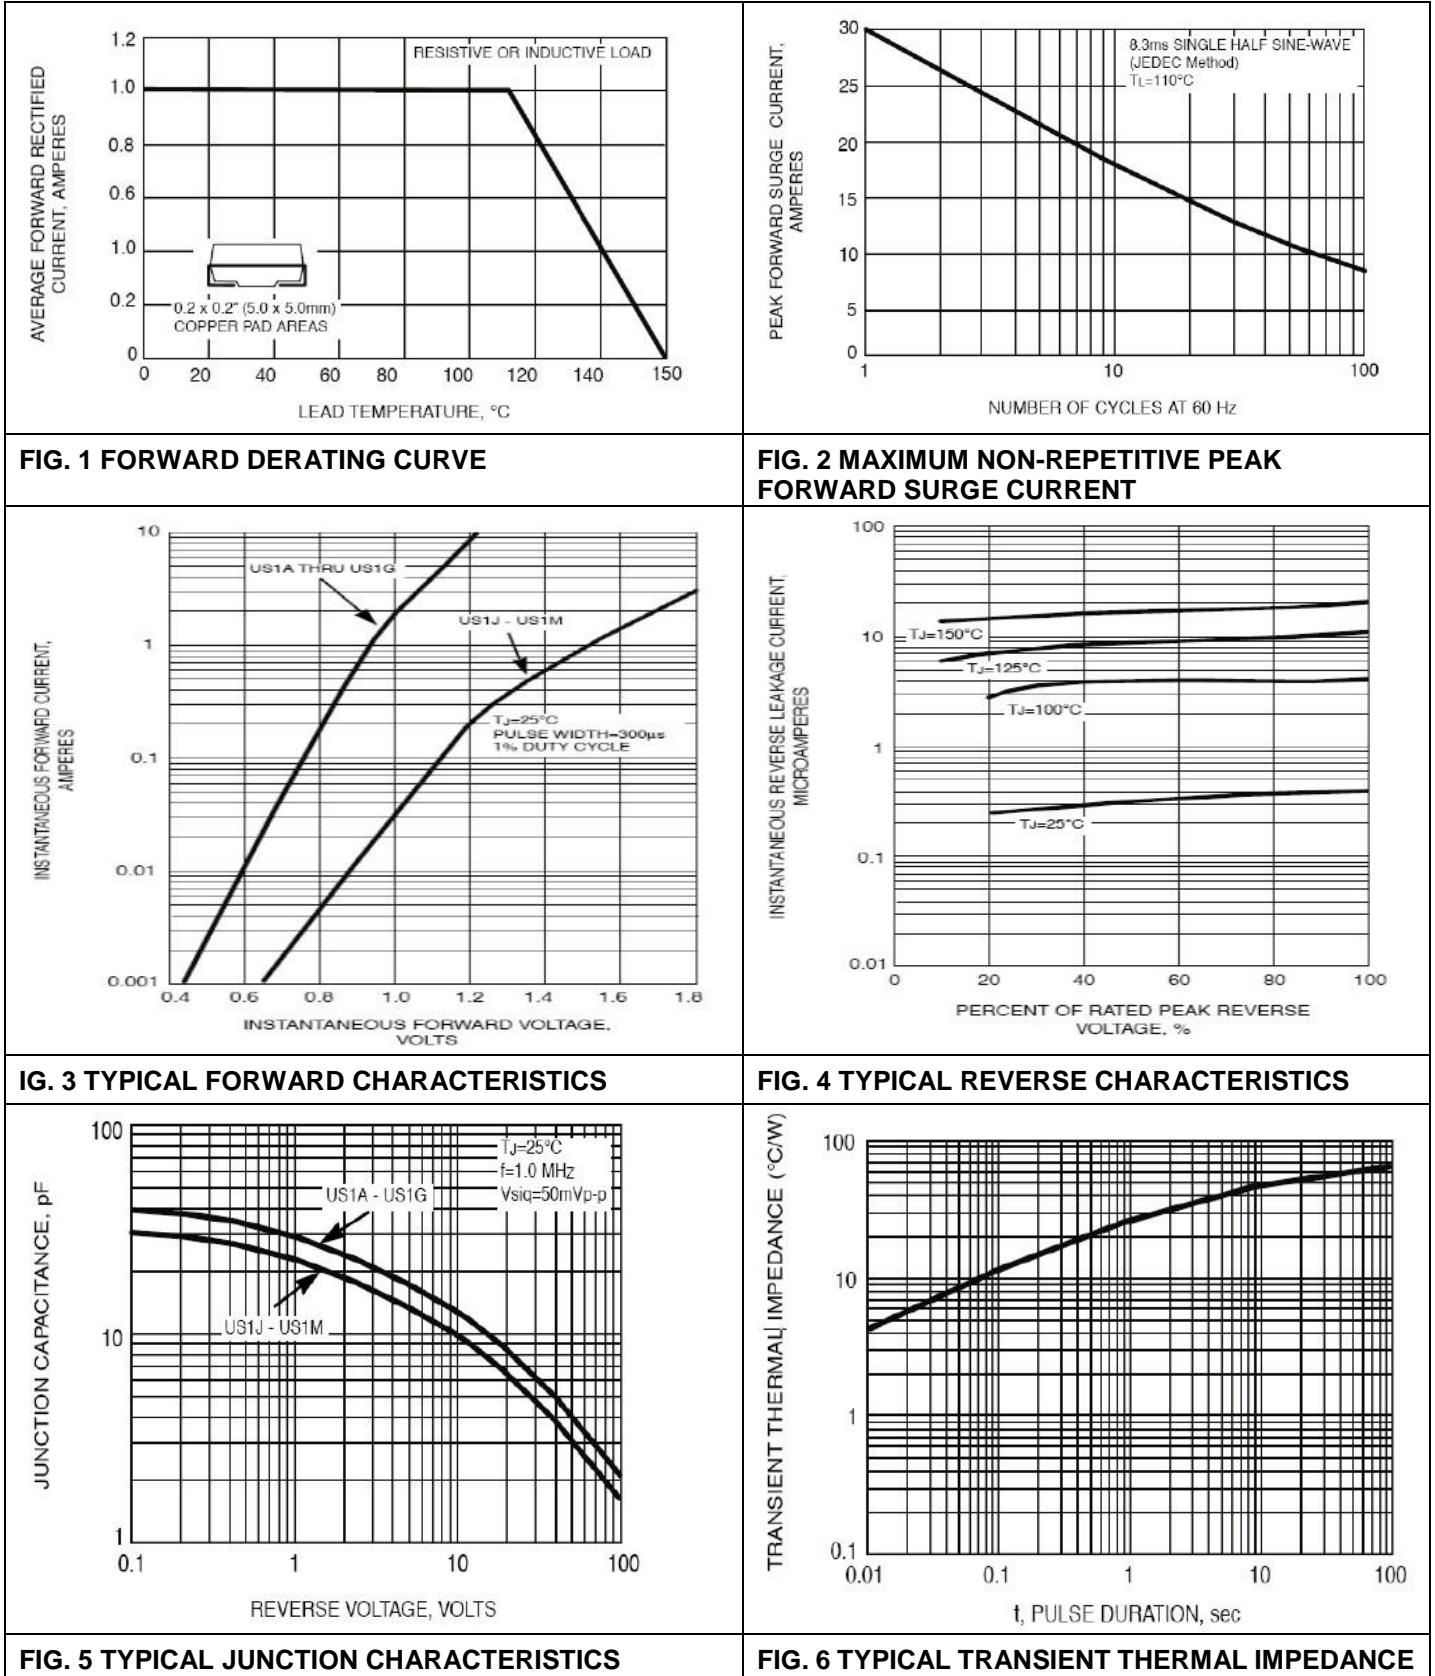 1.2
1.0
0.8
0.6
1.0
0.2
0
RESISTIVE OR INDUCTIVE LOAD
0.2 x 0.2" (5.0 x 5.0mm)
COPPER PAD AREAS
AVERAGE FORWARD RECTIFIED
CURRENT, AMPERES
0 20 40 60 80 100 120 140 150
LEAD TEMPERATURE, °C
FIG. 1 FORWARD DERATING CURVE
30
25
20
15
10
5
0
8.3ms SINGLE HALF SINE-WAVE
(JEDEC Method)
TL=110°C
PEAK FORWARD SURGE CURRENT,
AMPERES
1 10 100
NUMBER OF CYCLES AT 60 Hz
FIG. 2 MAXIMUM NON-REPETITIVE PEAK
FORWARD SURGE CURRENT
10
1
0.1
0.01
0.001
US1A THRU US1G
US1J - US1M
TJ=25°C
PULSE WIDTH=300µs
1% DUTY CYCLE
INSTANTANEOUS FORWARD CURRENT,
AMPERES
0.4 0.6 0.8 1.0 1.2 1.4 1.6 1.8
INSTANTANEOUS FORWARD VOLTAGE,
VOLTS
IG. 3 TYPICAL FORWARD CHARACTERISTICS
100
10
1
0.1
0.01
TJ=150°C
TJ=125°C
TJ=100°C
TJ=25°C
INSTANTANEOUS REVERSE LEAKAGE CURRENT,
MICROAMPERES
0 20 40 60 80 100
PERCENT OF RATED PEAK REVERSE
VOLTAGE, %
FIG. 4 TYPICAL REVERSE CHARACTERISTICS
100
10
1
TJ=25°C
f=1.0 MHz
Vsiq=50mVp-p
US1A - US1G
US1J - US1M
JUNCTION CAPACITANCE, pF
0.1 1 10 100
REVERSE VOLTAGE, VOLTS
FIG. 5 TYPICAL JUNCTION CHARACTERISTICS
100
10
1
0.1
TRANSIENT THERMAL IMPEDANCE (°C/W)
0.01 0.1 1 10 100
t, PULSE DURATION, sec
FIG. 6 TYPICAL TRANSIENT THERMAL IMPEDANCE